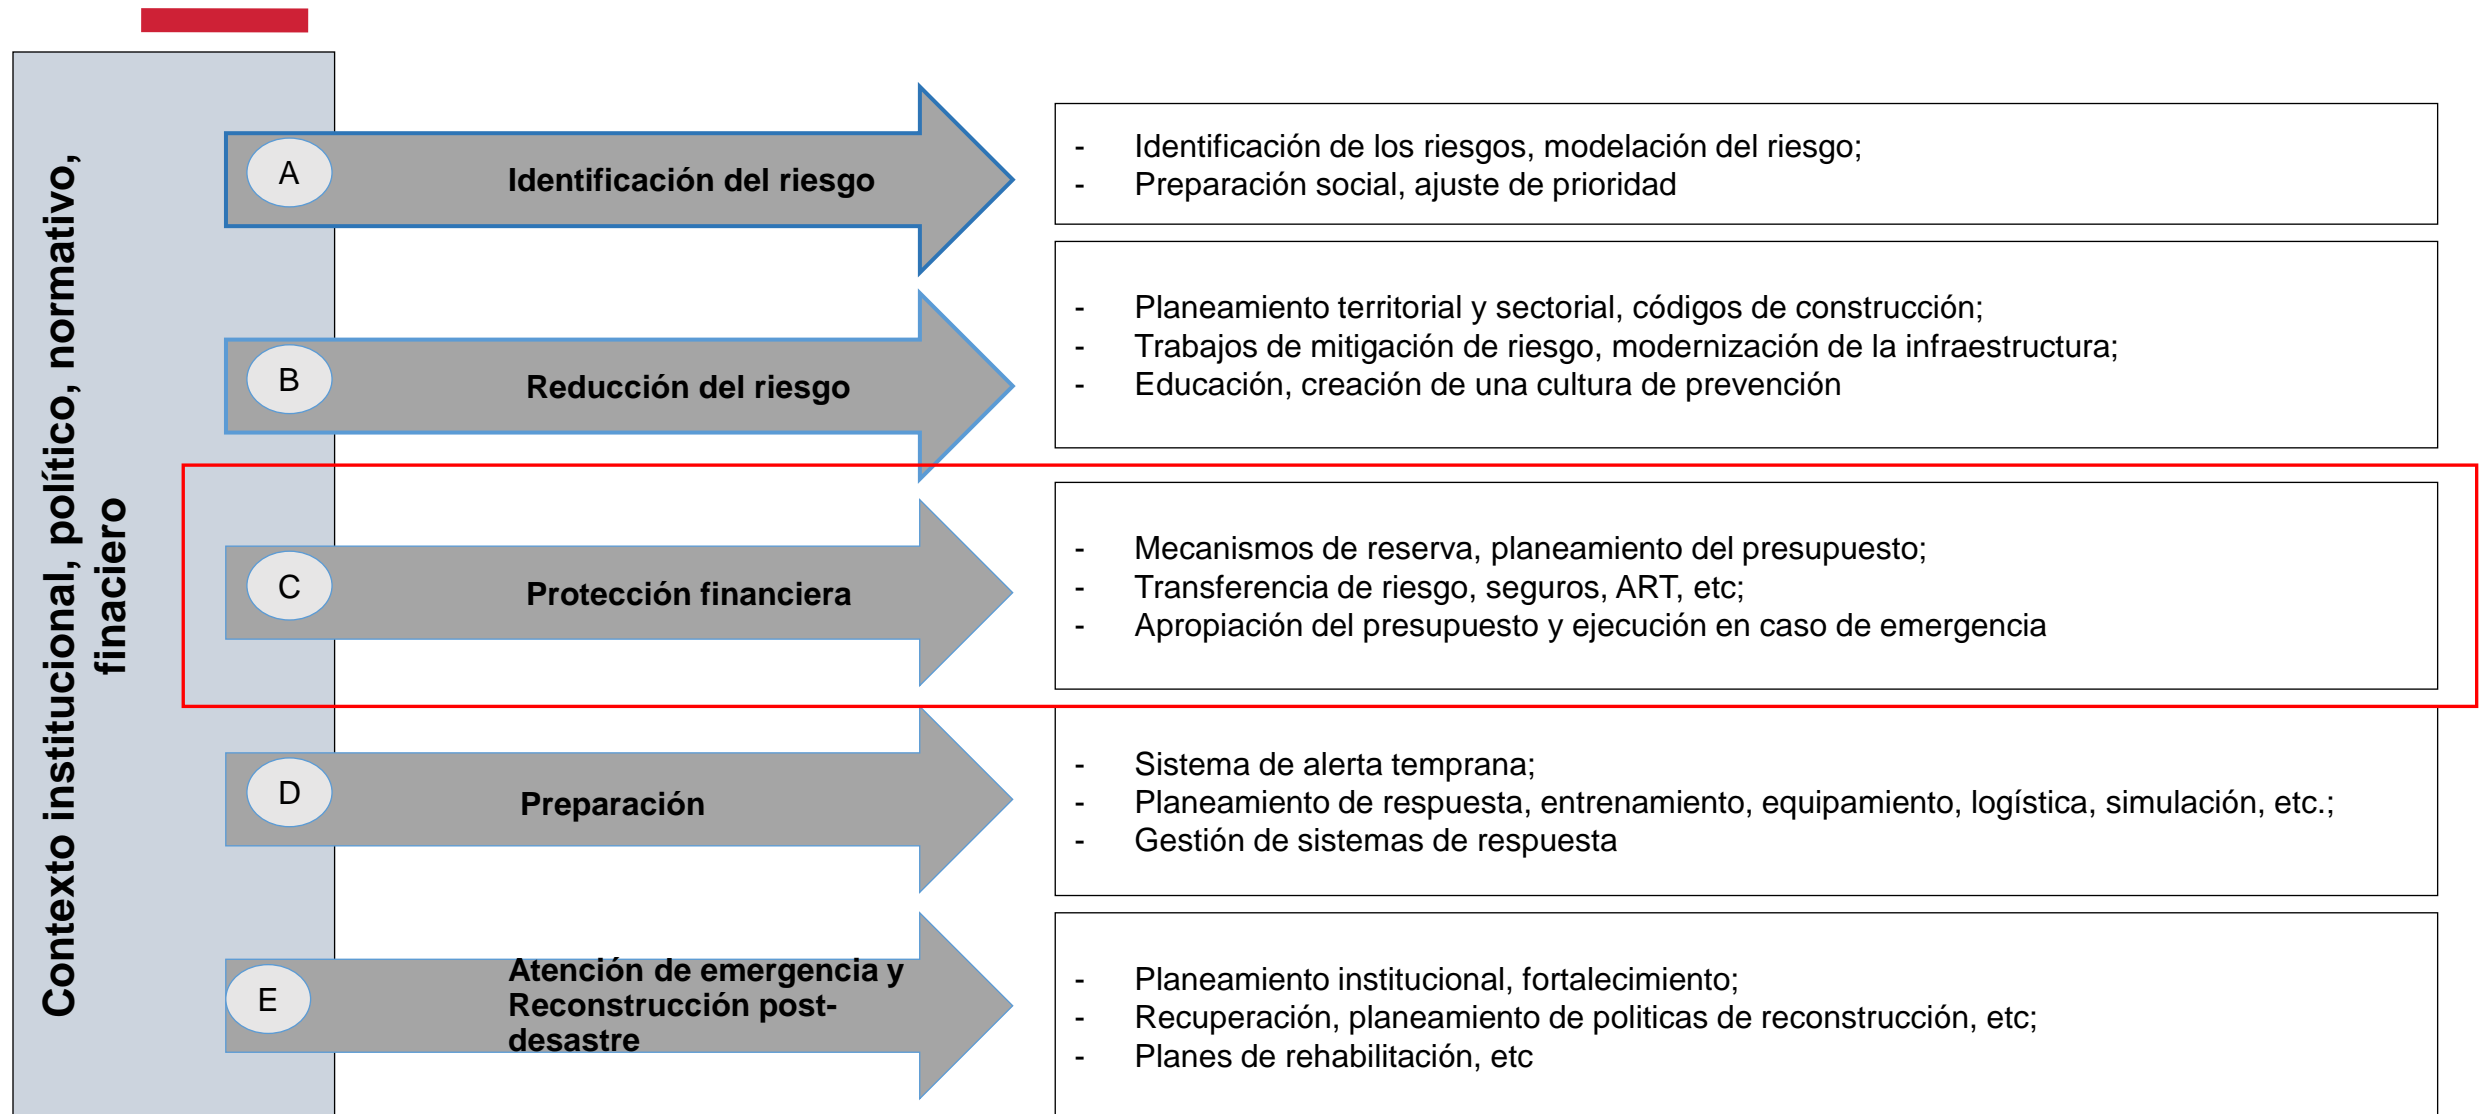 Contexto institucional, político, normativo,
finaciero
A
Identificación del riesgo
- Identificación de los riesgos, modelación del riesgo;
- Preparación social, ajuste de prioridad
B
Reducción del riesgo
- Planeamiento territorial y sectorial, códigos de construcción;
- Trabajos de mitigación de riesgo, modernización de la infraestructura;
- Educación, creación de una cultura de prevención
C
Protección financiera
- Mecanismos de reserva, planeamiento del presupuesto;
- Transferencia de riesgo, seguros, ART, etc;
- Apropiación del presupuesto y ejecución en caso de emergencia
D
Preparación
- Sistema de alerta temprana;
- Planeamiento de respuesta, entrenamiento, equipamiento, logística, simulación, etc.;
- Gestión de sistemas de respuesta
E
Atención de emergencia y
Reconstrucción post-
desastre
- Planeamiento institucional, fortalecimiento;
- Recuperación, planeamiento de politicas de reconstrucción, etc;
- Planes de rehabilitación, etc